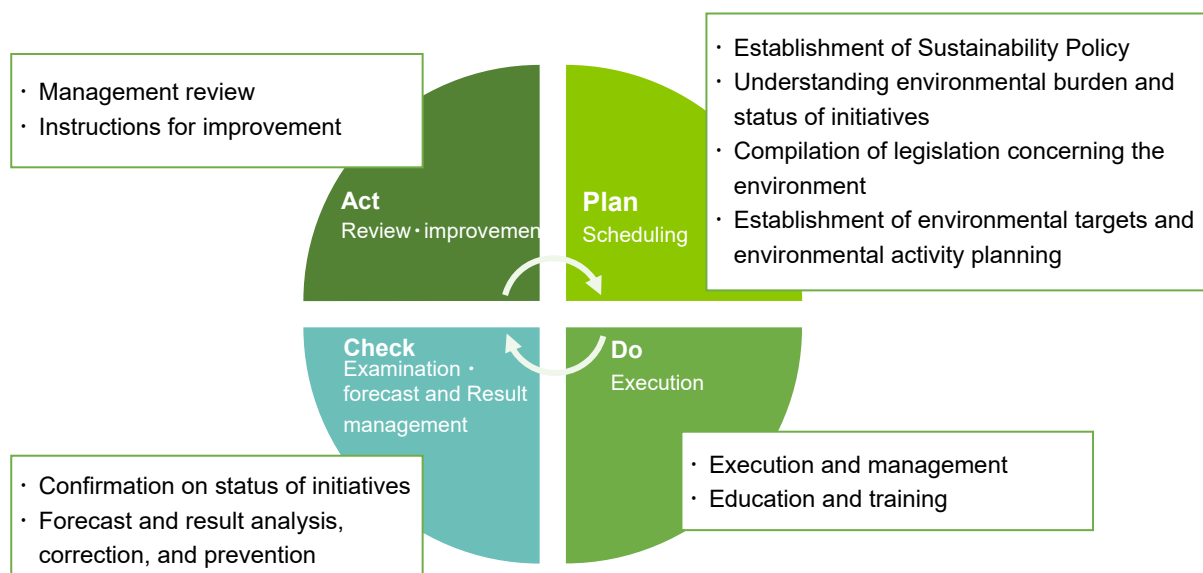 ・ Management review
・ Instructions for improvement
・ Establishment of Sustainability Policy
・ Understanding environmental burden and
status of initiatives
・ Compilation of legislation concerning the
environment
・ Establishment of environmental targets and
environmental activity planning
Act
Review・improvement
Plan
Scheduling
Check
Examination・
forecast and Result
management
Do
Execution
・ Confirmation on status of initiatives
・ Forecast and result analysis,
correction, and prevention
・ Execution and management
・ Education and training